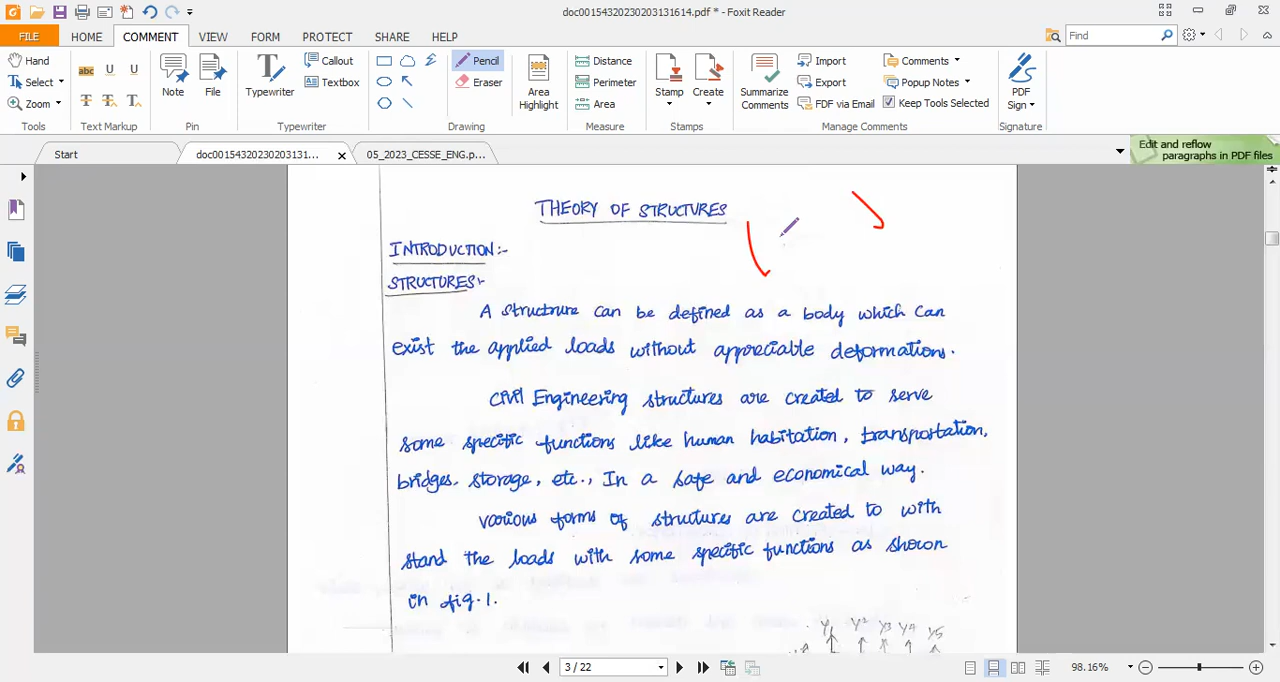 doc00154320230203131614.pdf * - Foxit Reader
FILE HOME COMMENT VIEW FORM PROTECT SHARE HELP Find
Hand Select Zoom Tools
abc U U T T T Text Markup
Note File Pin
Typewriter Callout Textbox Typewriter
Pencil Eraser Area Highlight Drawing
Distance Perimeter Area Measure
Stamp Create Stamps
Summarize Comments Import Export FDF via Email Comments Popup Notes Keep Tools Selected Manage Comments
PDF Sign Signature
Start doc00154320230203131... 05_2023_CESSE_ENG.p...
Edit and reflow
paragraphs in PDF files
THEORY OF STRUCTURES
INTRODUCTION:-
STRUCTURES:-
A structure can be defined as a body which can
exist the applied loads without appreciable deformations.
Civil Engineering structures are created to serve
some specific functions like human habitation, transportation,
bridges, storage, etc., In a safe and economical way.
various forms of structures are created to with
stand the loads with some specific functions as shown
in fig.1.
Y1 Y2 Y3 Y4 Y5
3 / 22 98.16%